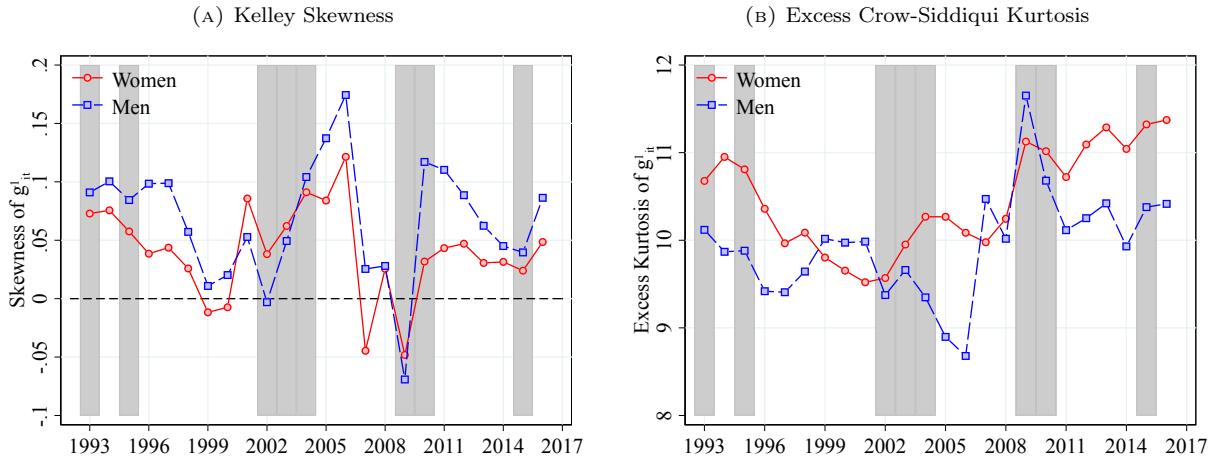 (A) Kelley Skewness
Skewness of g¹ᵢₜ
.2
.15
.1
.05
0
-.05
-.1
Women
Men
1993 1996 1999 2002 2005 2008 2011 2014 2017
(B) Excess Crow-Siddiqui Kurtosis
Excess Kurtosis of g¹ᵢₜ
12
11
10
9
8
Women
Men
1993 1996 1999 2002 2005 2008 2011 2014 2017